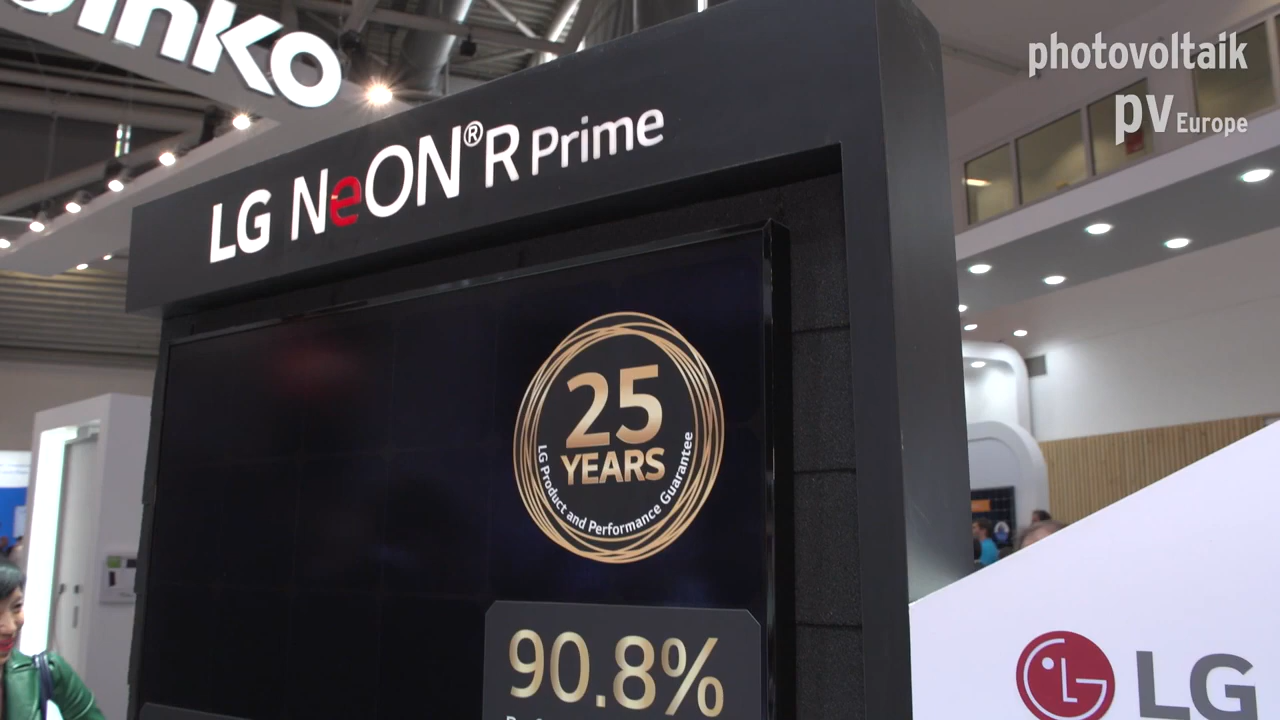 inko
photovoltaik
pv Europe
LG NeON® R Prime
25
YEARS
LG Product and Performance Guarantee
90.8%
LG